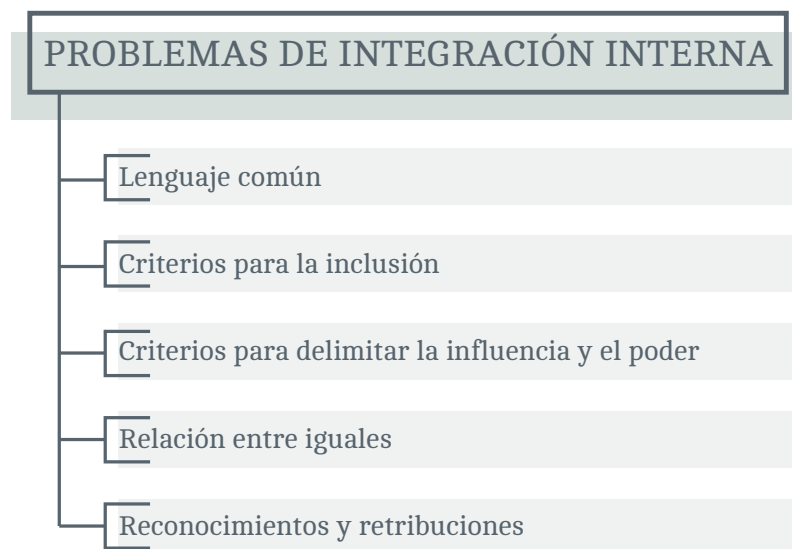 PROBLEMAS DE INTEGRACIÓN INTERNA
Lenguaje común
Criterios para la inclusión
Criterios para delimitar la influencia y el poder
Relación entre iguales
Reconocimientos y retribuciones